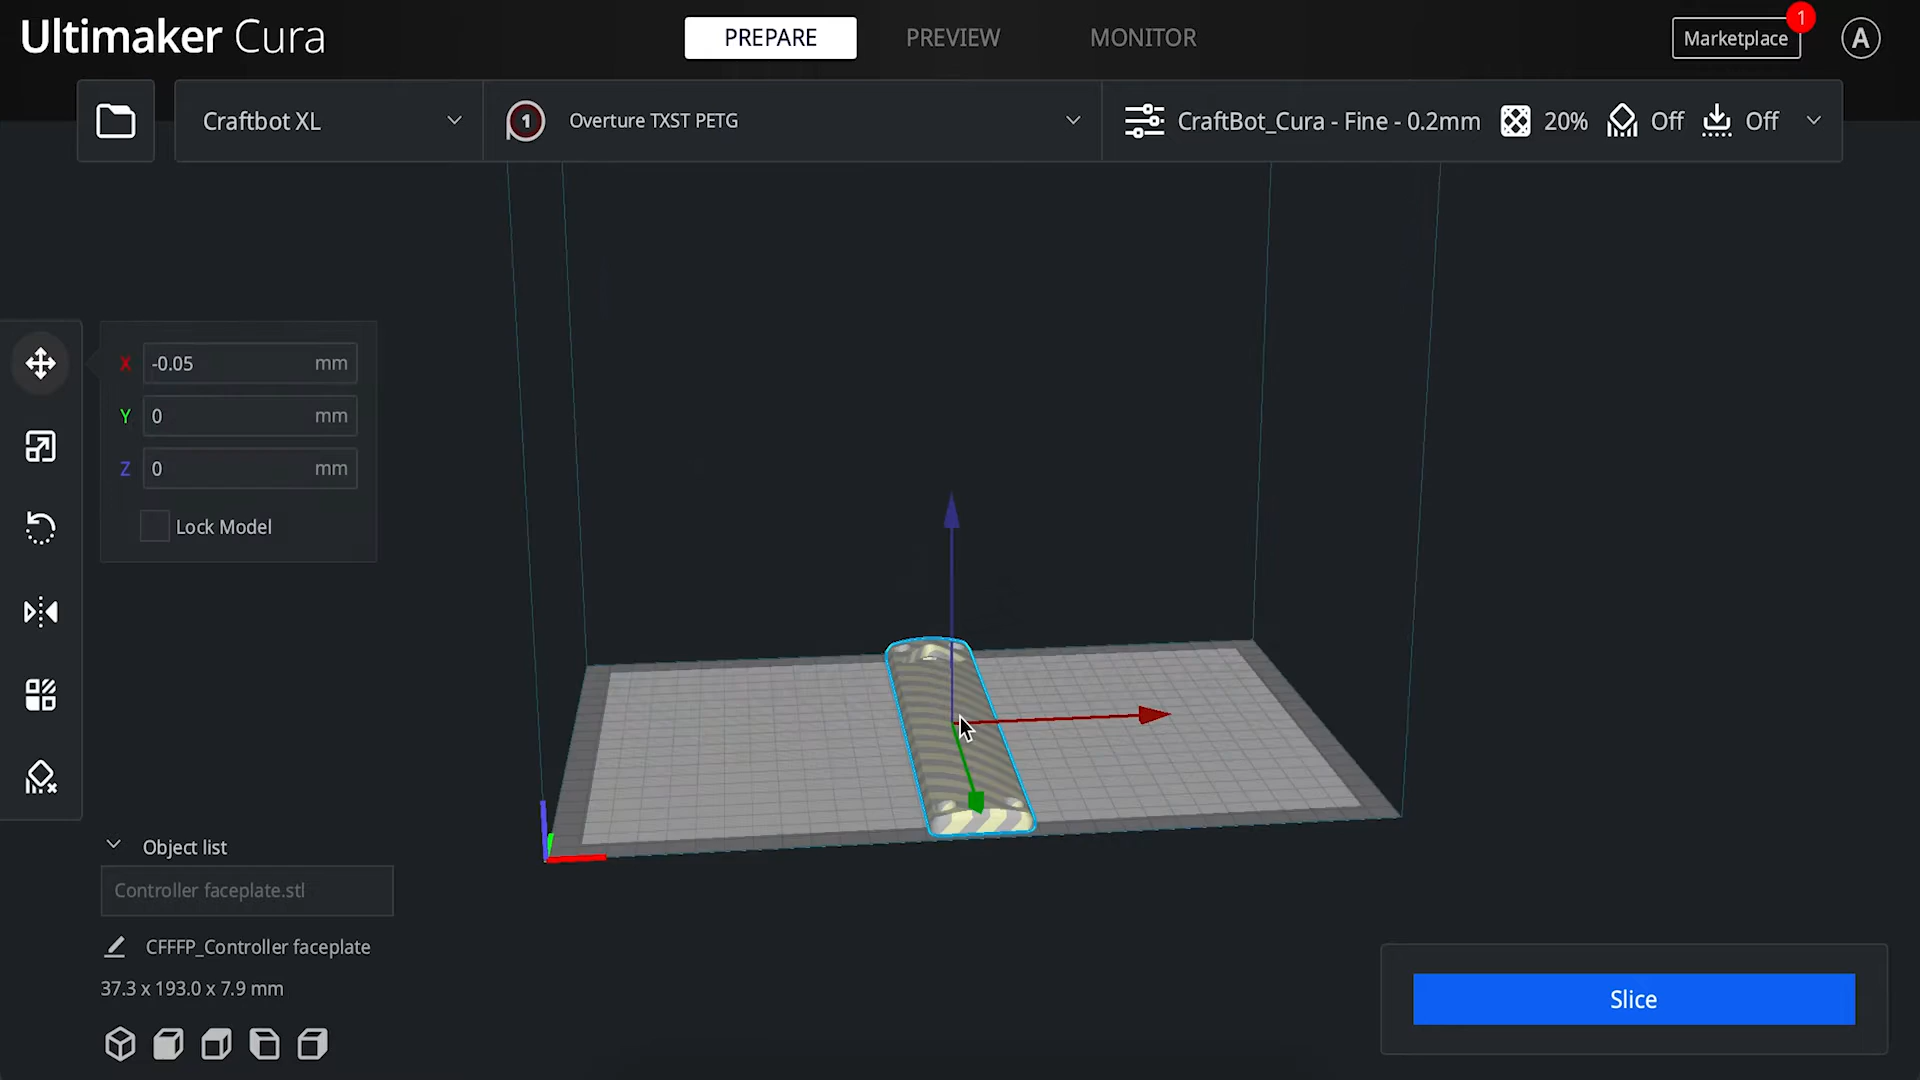 Ultimaker Cura
PREPARE
PREVIEW
MONITOR
Marketplace
1
A
Craftbot XL
1
Overture TXST PETG
CraftBot_Cura - Fine - 0.2mm
20%
Off
Off
X -0.05 mm
Y 0 mm
Z 0 mm
Lock Model
Object list
Controller faceplate.stl
CFFFP_Controller faceplate
37.3 x 193.0 x 7.9 mm
Slice